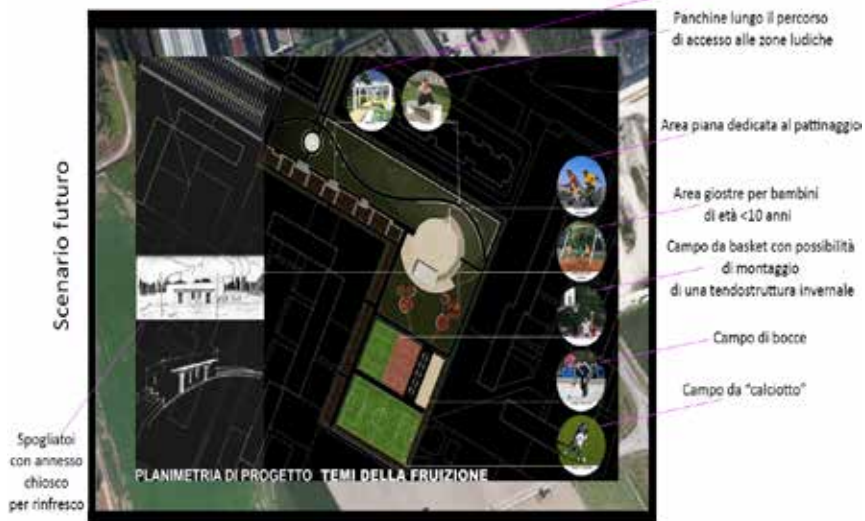 Panchine lungo il percorso
di accesso alle zone ludiche
Area piana dedicata al pattinaggio
Area giostre per bambini
di età <10 anni
Campo da basket con possibilità
di montaggio
di una tendostruttura invernale
Campo di bocce
Campo da "calciotto"
Scenario futuro
Spogliatoi
con annesso
chiosco
per rinfresco
PLANIMETRIA DI PROGETTO TEMI DELLA FRUIZIONE